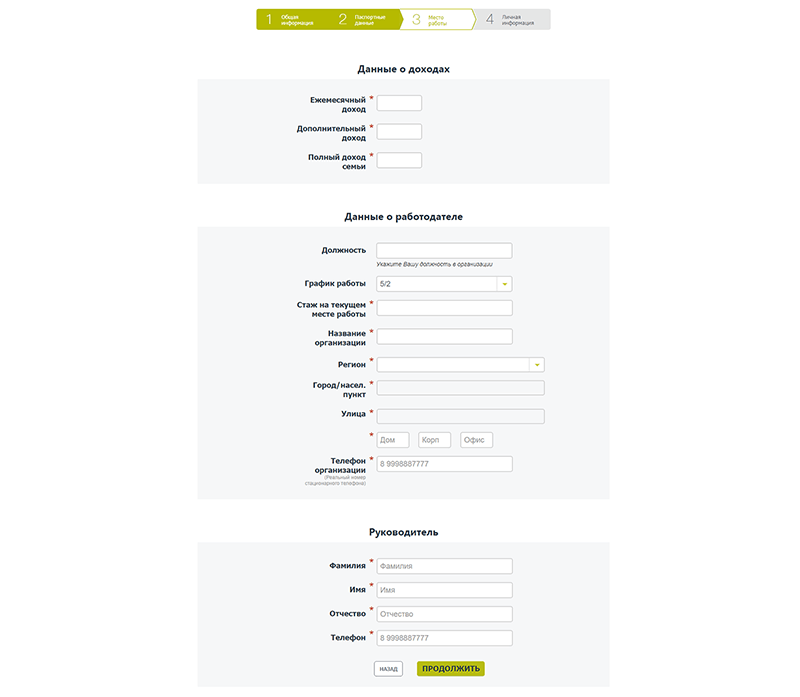 1 Общая информация 2 Паспортные данные 3 Места работы 4 Личная информация
Данные о доходах
Ежемесячный *
доход
Дополнительный *
доход
Полный доход *
семьи
Данные о работодателе
Должность
Укажите Вашу должность в организации
График работы 5/2
Стаж на текущем *
месте работы
Название *
организации
Регион *
Город/насел. *
пункт
Улица *
* Дом Корп Офис
Телефон * 8 9998887777
организации
(Реальный номер
стационарного телефона)
Руководитель
Фамилия * Фамилия
Имя * Имя
Отчество * Отчество
Телефон * 8 9998887777
НАЗАД ПРОДОЛЖИТЬ